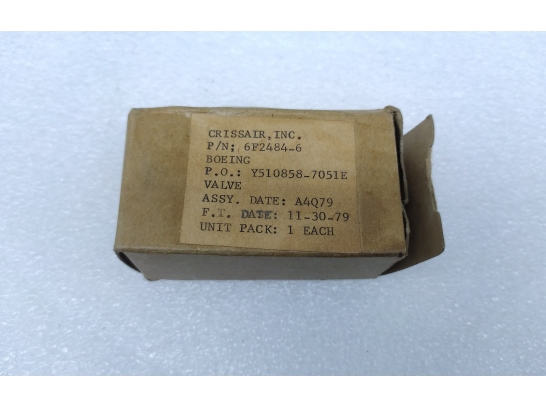 CRISSAIR,INC.
P/N; 6F2484-6
BOEING
P.O.: Y510858-7051E
VALVE
ASSY. DATE: A4Q79
F.T. DATE: 11-30-79
UNIT PACK: 1 EACH